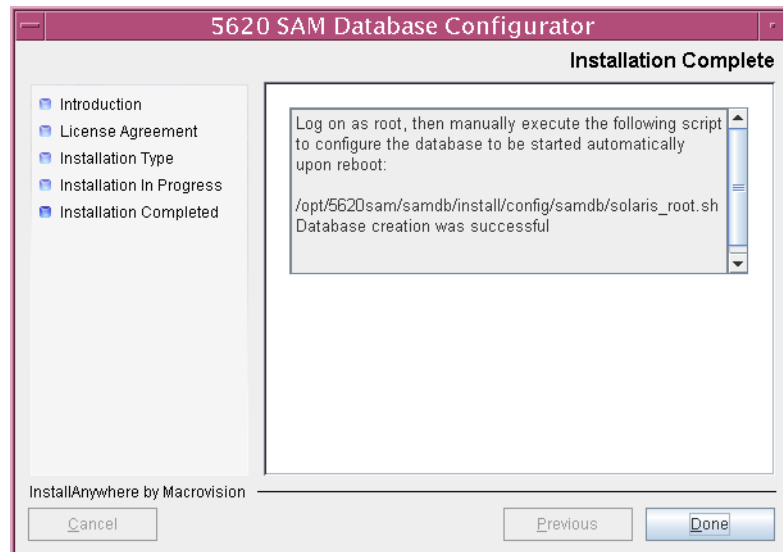 5620 SAM Database Configurator
Installation Complete
Introduction
License Agreement
Installation Type
Installation In Progress
Installation Completed
Log on as root, then manually execute the following script
to configure the database to be started automatically
upon reboot:
/opt/5620sam/samdb/install/config/samdb/solaris_root.sh
Database creation was successful
InstallAnywhere by Macrovision
Cancel
Previous
Done